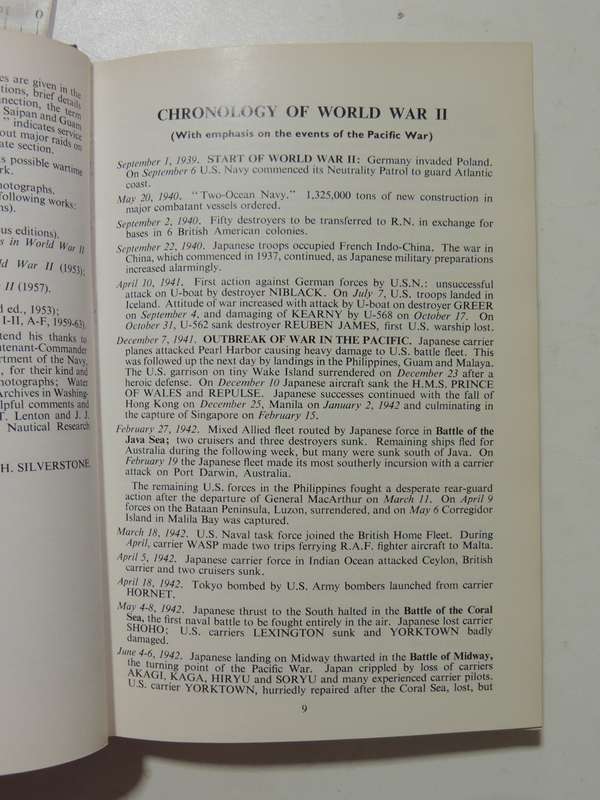 es are given in the
tions, brief details
nection, the term
Saipan and Guam
" indicates service
out major raids on
ate section.
s possible wartime
rk.
hotographs.
following works:
ns).
us editions).
s in World War II
ld War II (1953);
II (1957).
d ed., 1953);
I-II, A-F, 1959-63).
tend his thanks to
eutenant-Commander
rtment of the Navy,
, for their kind and
hotographs; Water
Archives in Washing-
lpful comments and
T. Lenton and J. J.
Nautical Research
H. SILVERSTONE.
CHRONOLOGY OF WORLD WAR II
(With emphasis on the events of the Pacific War)
September 1, 1939. START OF WORLD WAR II: Germany invaded Poland.
On September 6 U.S. Navy commenced its Neutrality Patrol to guard Atlantic
coast.
May 20, 1940. "Two-Ocean Navy." 1,325,000 tons of new construction in
major combatant vessels ordered.
September 2, 1940. Fifty destroyers to be transferred to R.N. in exchange for
bases in 6 British American colonies.
September 22, 1940. Japanese troops occupied French Indo-China. The war in
China, which commenced in 1937, continued, as Japanese military preparations
increased alarmingly.
April 10, 1941. First action against German forces by U.S.N.: unsuccessful
attack on U-boat by destroyer NIBLACK. On July 7, U.S. troops landed in
Iceland. Attitude of war increased with attack by U-boat on destroyer GREER
on September 4, and damaging of KEARNY by U-568 on October 17. On
October 31, U-562 sank destroyer REUBEN JAMES, first U.S. warship lost.
December 7, 1941. OUTBREAK OF WAR IN THE PACIFIC. Japanese carrier
planes attacked Pearl Harbor causing heavy damage to U.S. battle fleet. This
was followed up the next day by landings in the Philippines, Guam and Malaya.
The U.S. garrison on tiny Wake Island surrendered on December 23 after a
heroic defense. On December 10 Japanese aircraft sank the H.M.S. PRINCE
OF WALES and REPULSE. Japanese successes continued with the fall of
Hong Kong on December 25, Manila on January 2, 1942 and culminating in
the capture of Singapore on February 15.
February 27, 1942. Mixed Allied fleet routed by Japanese force in Battle of the
Java Sea; two cruisers and three destroyers sunk. Remaining ships fled for
Australia during the following week, but many were sunk south of Java. On
February 19 the Japanese fleet made its most southerly incursion with a carrier
attack on Port Darwin, Australia.
The remaining U.S. forces in the Philippines fought a desperate rear-guard
action after the departure of General MacArthur on March 11. On April 9
forces on the Bataan Peninsula, Luzon, surrendered, and on May 6 Corregidor
Island in Malila Bay was captured.
March 18, 1942. U.S. Naval task force joined the British Home Fleet. During
April, carrier WASP made two trips ferrying R.A.F. fighter aircraft to Malta.
April 5, 1942. Japanese carrier force in Indian Ocean attacked Ceylon, British
carrier and two cruisers sunk.
April 18, 1942. Tokyo bombed by U.S. Army bombers launched from carrier
HORNET.
May 4-8, 1942. Japanese thrust to the South halted in the Battle of the Coral
Sea, the first naval battle to be fought entirely in the air. Japanese lost carrier
SHOHO; U.S. carriers LEXINGTON sunk and YORKTOWN badly
damaged.
June 4-6, 1942. Japanese landing on Midway thwarted in the Battle of Midway,
the turning point of the Pacific War. Japan crippled by loss of carriers
AKAGI, KAGA, HIRYU and SORYU and many experienced carrier pilots.
U.S. carrier YORKTOWN, hurriedly repaired after the Coral Sea, lost, but
9